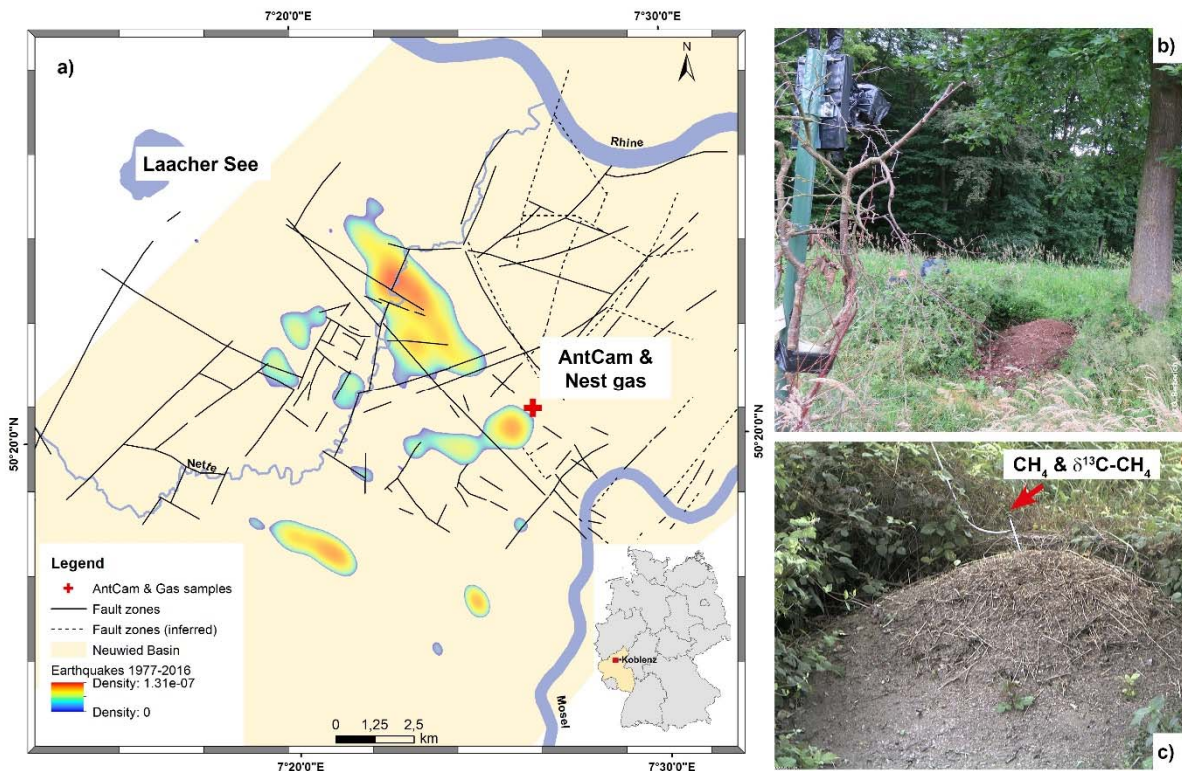 7°20'0"E
7°30'0"E
a)
N
Rhine
Laacher See
AntCam &
Nest gas
50°20'0"N
50°20'0"N
Nette
Mosel
Legend
AntCam & Gas samples
Fault zones
Fault zones (inferred)
Neuwied Basin
Earthquakes 1977-2016
Density: 1.31e-07
Density: 0
0 1,25 2,5
km
Koblenz
7°20'0"E
7°30'0"E
b)
CH₄ & δ¹³C-CH₄
c)